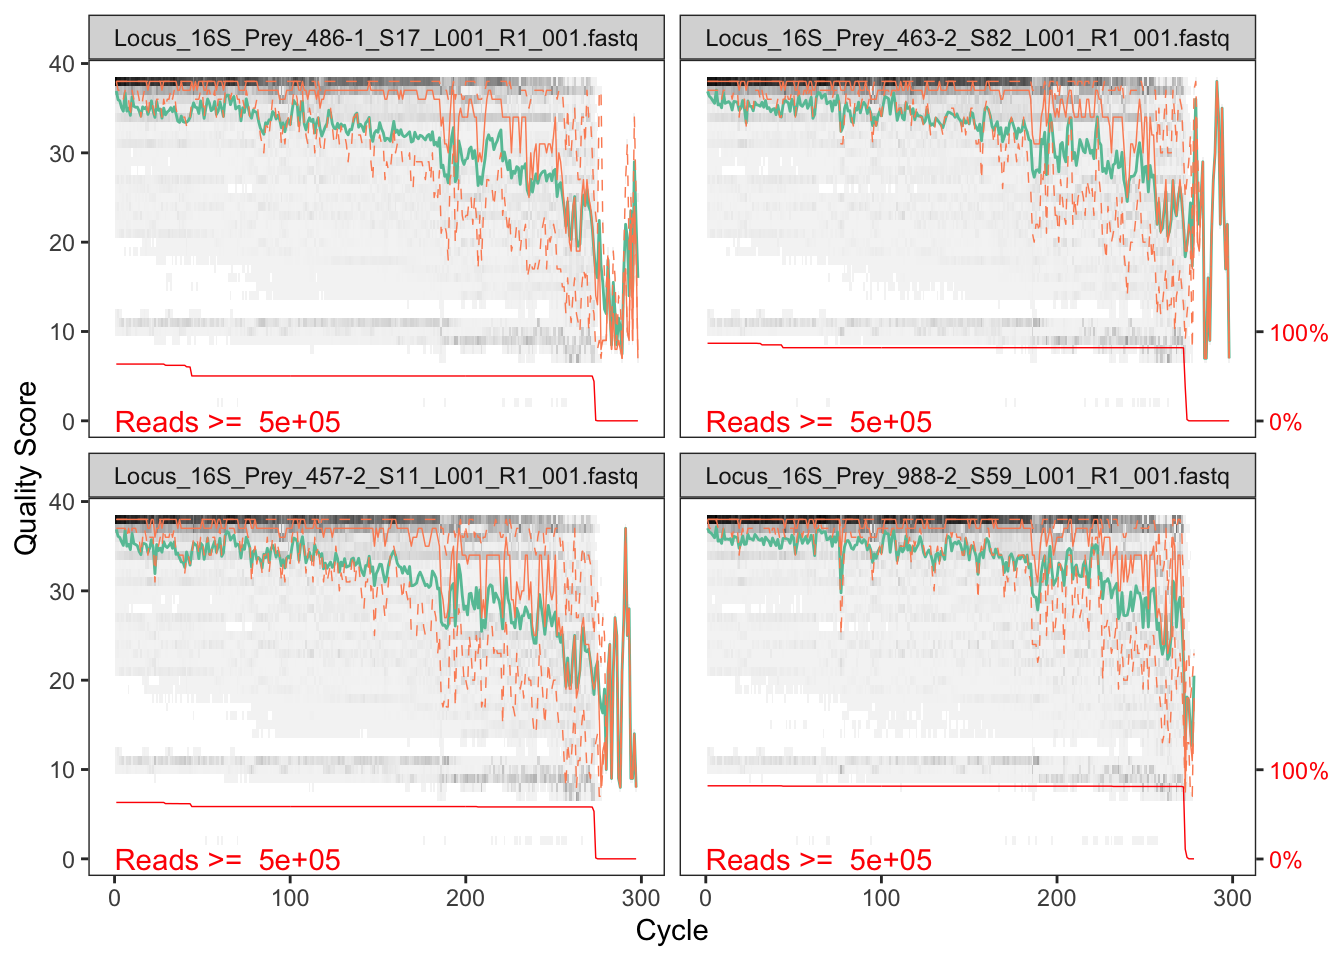 Locus_16S_Prey_486-1_S17_L001_R1_001.fastq
Locus_16S_Prey_463-2_S82_L001_R1_001.fastq
40
30
20
10
0
Reads >= 5e+05
Reads >= 5e+05
100%
0%
Quality Score
Locus_16S_Prey_457-2_S11_L001_R1_001.fastq
Locus_16S_Prey_988-2_S59_L001_R1_001.fastq
40
30
20
10
0
Reads >= 5e+05
Reads >= 5e+05
100%
0%
0 100 200 300
0 100 200 300
Cycle